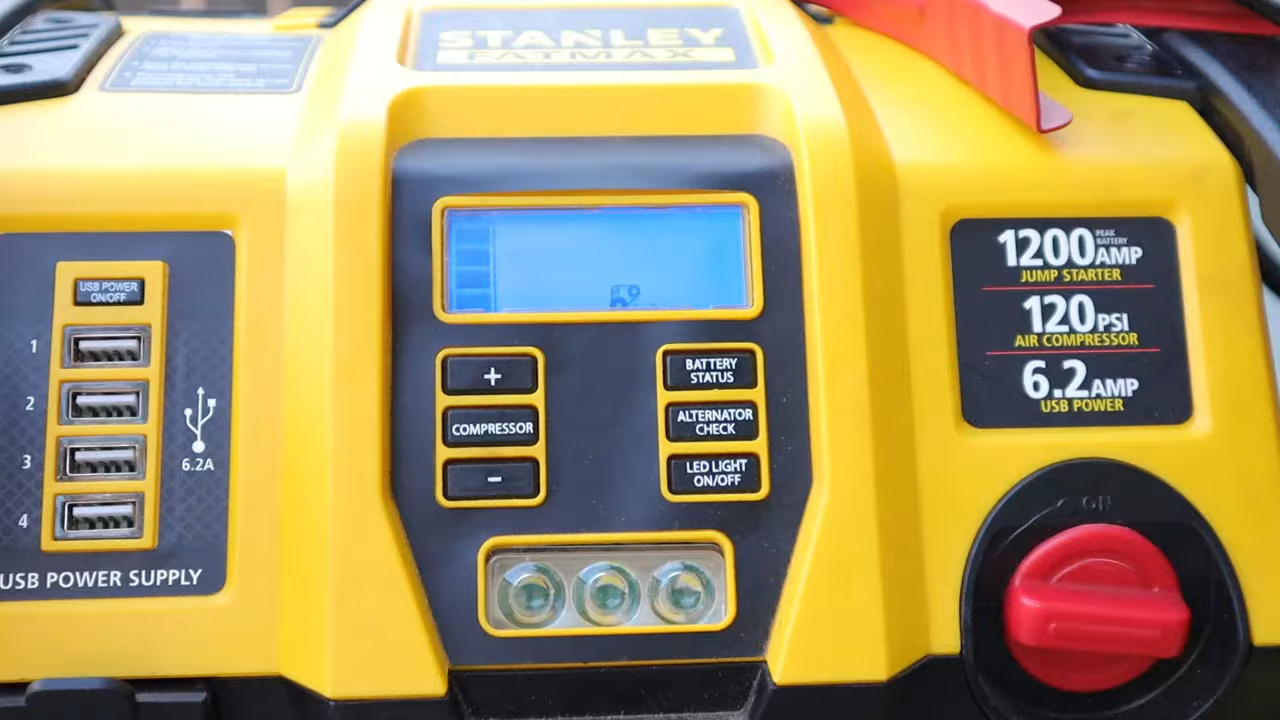 STANLEY
FATMAX
USB POWER
ON/OFF
1
2
3
4
6.2A
USB POWER SUPPLY
+
COMPRESSOR
-
BATTERY
STATUS
ALTERNATOR
CHECK
LED LIGHT
ON/OFF
1200 PEAK
BATTERY
AMP
JUMP STARTER
120 PSI
AIR COMPRESSOR
6.2 AMP
USB POWER
ON